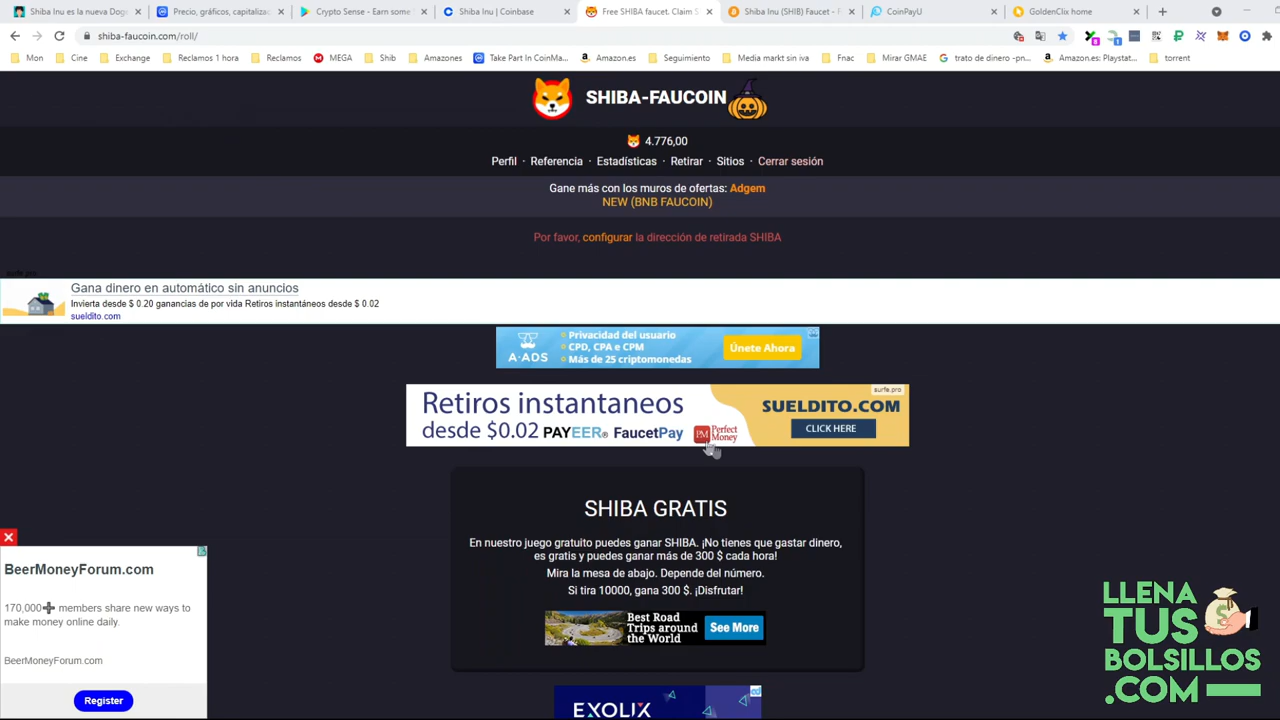 Shiba Inu es la nueva Dog
Precio, gráficos, capitalizac
Crypto Sense - Earn some
Shiba Inu | Coinbase
Free SHIBA faucet. Claim S
Shiba Inu (SHIB) Faucet - F
CoinPayU
GoldenClix home
shiba-faucoin.com/roll/
Mon
Cine
Exchange
Reclamos 1 hora
Reclamos
MEGA
Shib
Amazones
Take Part In CoinMa...
Amazon.es
Seguimiento
Media markt sin iva
Fnac
Mirar GMAE
trato de dinero -pn...
Amazon.es: Playstat...
torrent
SHIBA-FAUCOIN
4.776,00
Perfil · Referencia · Estadísticas · Retirar · Sitios · Cerrar sesión
Gane más con los muros de ofertas: Adgem
NEW (BNB FAUCOIN)
Por favor, configurar la dirección de retirada SHIBA
surfe.pro
Gana dinero en automático sin anuncios
Invierta desde $ 0.20 ganancias de por vida Retiros instantáneos desde $ 0.02
sueldito.com
A-ADS
Privacidad del usuario
CPD, CPA e CPM
Más de 25 criptomonedas
Únete Ahora
surfe.pro
Retiros instantaneos
desde $0.02 PAYEER® FaucetPay PM Perfect Money
SUELDITO.COM
CLICK HERE
SHIBA GRATIS
En nuestro juego gratuito puedes ganar SHIBA. ¡No tienes que gastar dinero,
es gratis y puedes ganar más de 300 $ cada hora!
Mira la mesa de abajo. Depende del número.
Si tira 10000, gana 300 $. ¡Disfrutar!
Best Road
Trips around
the World
See More
BeerMoneyForum.com
170,000➕ members share new ways to
make money online daily.
BeerMoneyForum.com
Register
EXOLIX
LLENA
TUS
BOLSILLOS
.COM